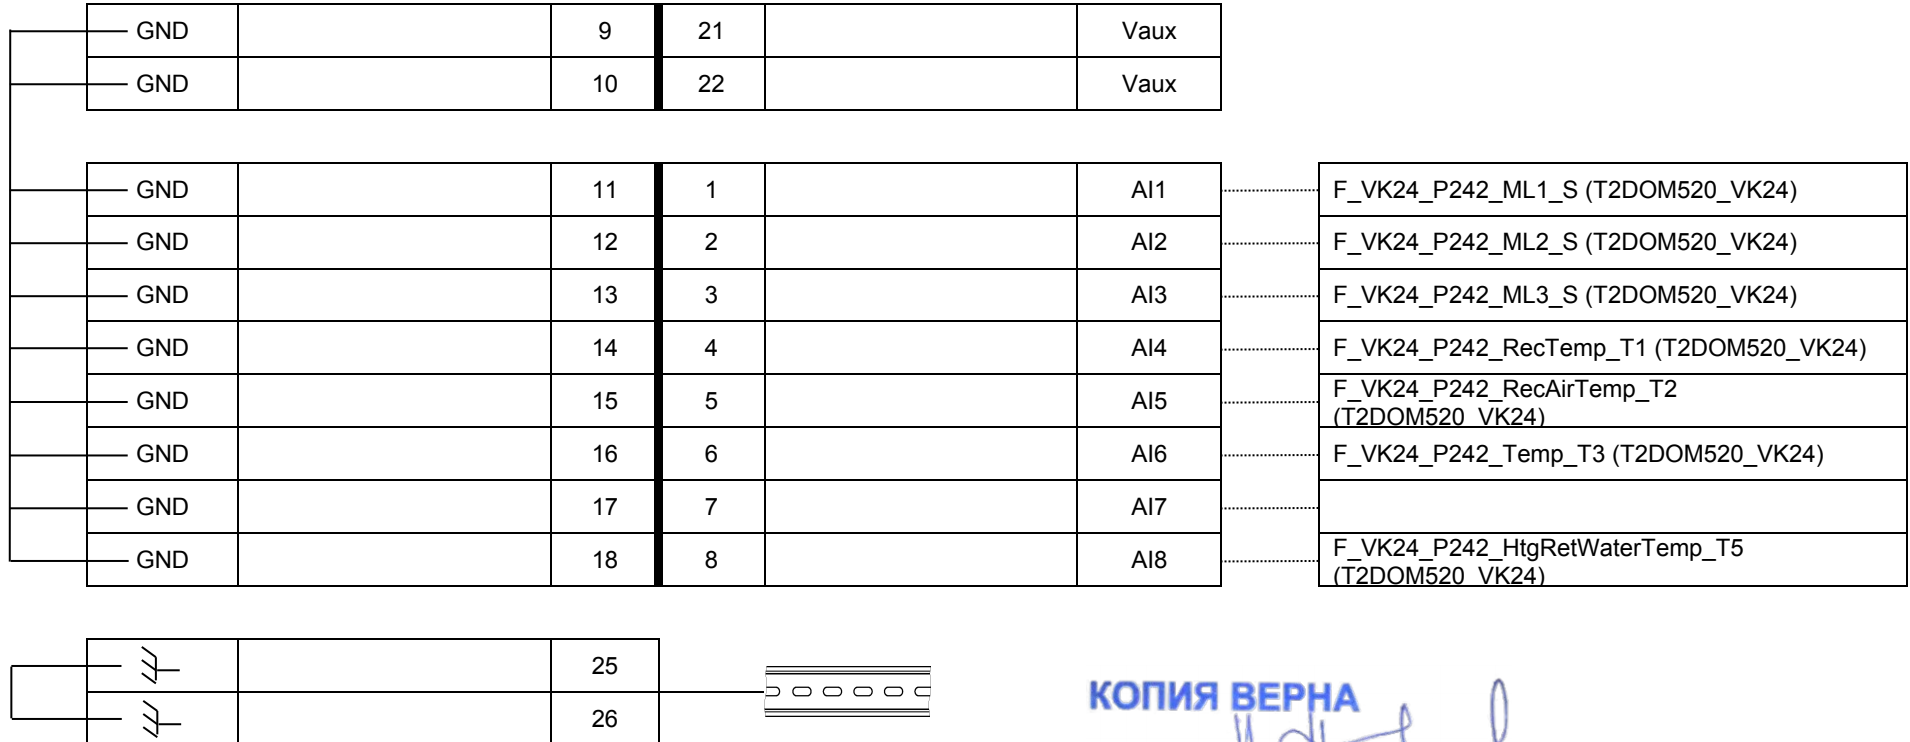 GND 9 21 Vaux
GND 10 22 Vaux
GND 11 1 AI1 F_VK24_P242_ML1_S (T2DOM520_VK24)
GND 12 2 AI2 F_VK24_P242_ML2_S (T2DOM520_VK24)
GND 13 3 AI3 F_VK24_P242_ML3_S (T2DOM520_VK24)
GND 14 4 AI4 F_VK24_P242_RecTemp_T1 (T2DOM520_VK24)
GND 15 5 AI5 F_VK24_P242_RecAirTemp_T2
(T2DOM520_VK24)
GND 16 6 AI6 F_VK24_P242_Temp_T3 (T2DOM520_VK24)
GND 17 7 AI7
GND 18 8 AI8 F_VK24_P242_HtgRetWaterTemp_T5
(T2DOM520_VK24)
25
26
КОПИЯ ВЕРНА